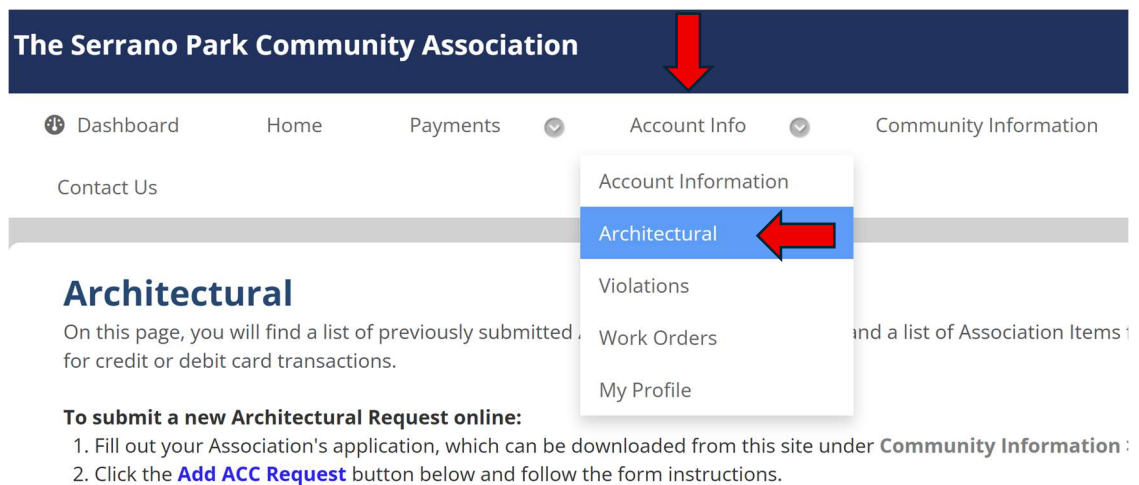 The Serrano Park Community Association
Dashboard Home Payments Account Info Community Information
Contact Us
Account Information
Architectural
Violations
Work Orders
My Profile
Architectural
On this page, you will find a list of previously submitted and a list of Association Items
for credit or debit card transactions.
To submit a new Architectural Request online:
1. Fill out your Association's application, which can be downloaded from this site under Community Information
2. Click the Add ACC Request button below and follow the form instructions.